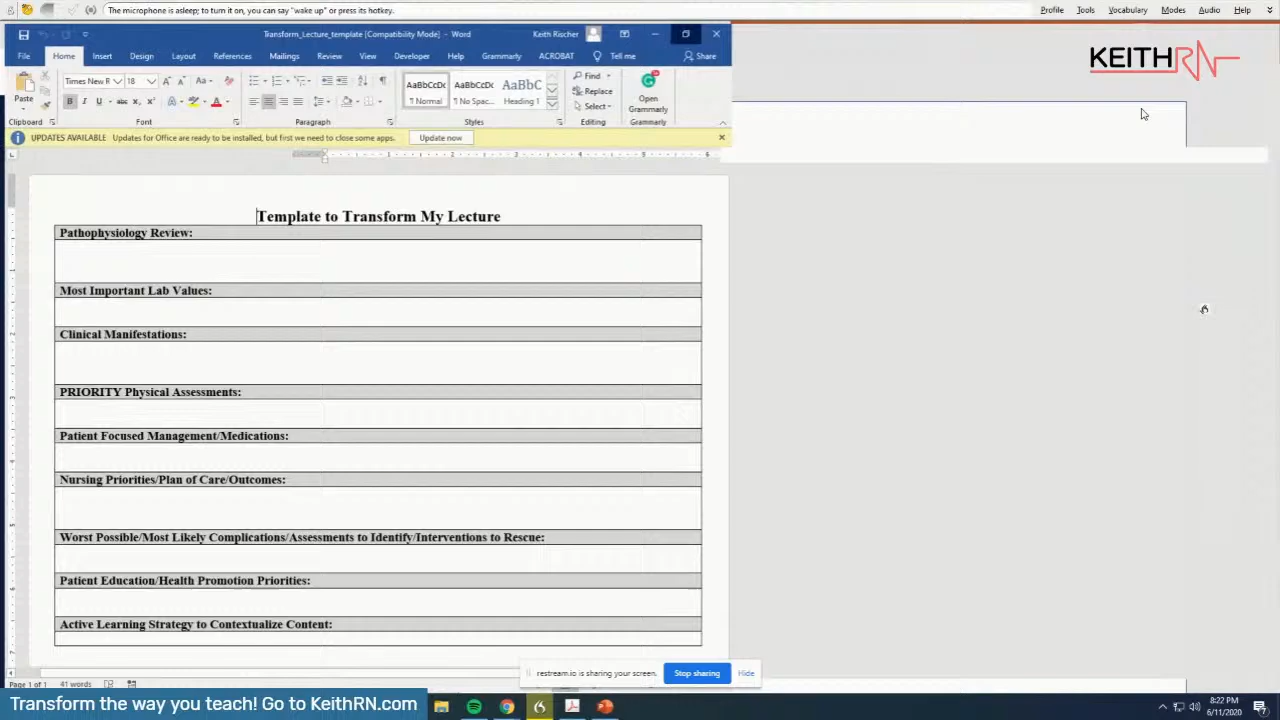 The microphone is asleep; to turn it on, you can say "wake up" or press its hotkey.
Profile Tools Vocabulary Modes Audio Help
Transform_Lecture_template [Compatibility Mode] - Word
Keith Rischer
KEITHRN
File Home Insert Design Layout References Mailings Review View Developer Help Grammarly ACROBAT Tell me Share
Times New R 18 Aa
AaBbCcDc AaBbCcDc AaBbC
Find
Replace
Select
Paste
B I U abc x₂ x² A
¶ Normal ¶ No Spac... Heading 1
Open
Grammarly
Clipboard Font Paragraph Styles Editing Grammarly
UPDATES AVAILABLE Updates for Office are ready to be installed, but first we need to close some apps. Update now
Template to Transform My Lecture
Pathophysiology Review:
Most Important Lab Values:
Clinical Manifestations:
PRIORITY Physical Assessments:
Patient Focused Management/Medications:
Nursing Priorities/Plan of Care/Outcomes:
Worst Possible/Most Likely Complications/Assessments to Identify/Interventions to Rescue:
Patient Education/Health Promotion Priorities:
Active Learning Strategy to Contextualize Content:
restream.io is sharing your screen. Stop sharing Hide
Page 1 of 1 41 words
Transform the way you teach! Go to KeithRN.com
8:22 PM
6/11/2020